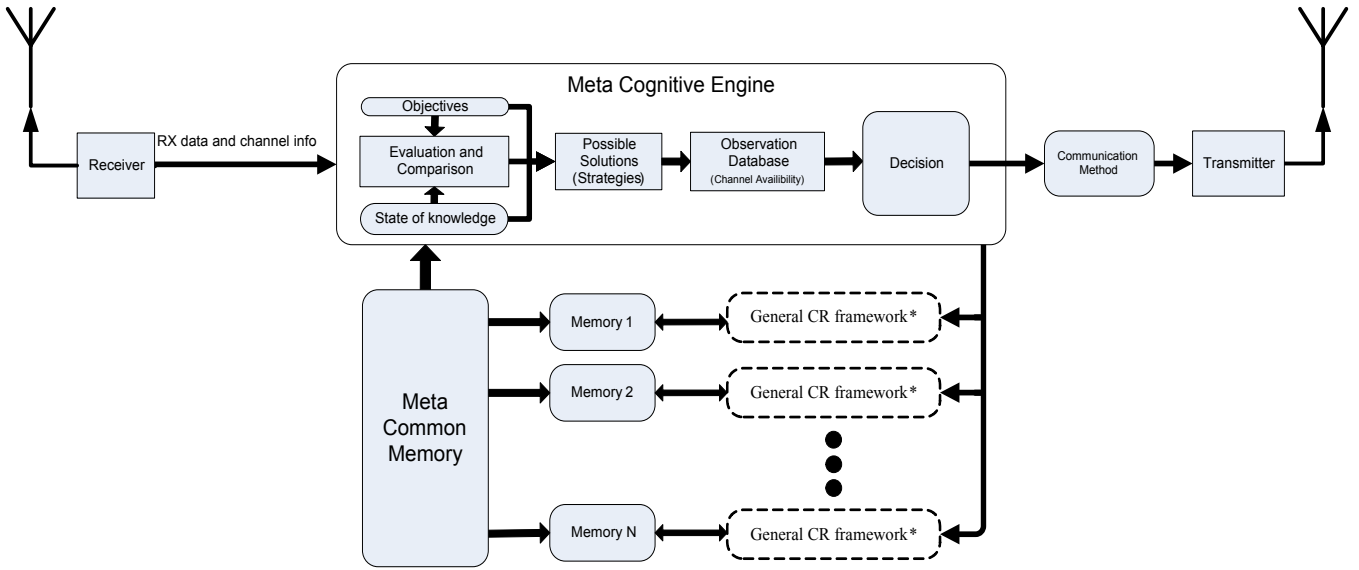 Meta Cognitive Engine
Objectives
RX data and channel info
Receiver
Evaluation and
Comparison
State of knowledge
Possible
Solutions
(Strategies)
Observation
Database
(Channel Availibility)
Decision
Communication
Method
Transmitter
Meta
Common
Memory
Memory 1
General CR framework*
Memory 2
General CR framework*
Memory N
General CR framework*